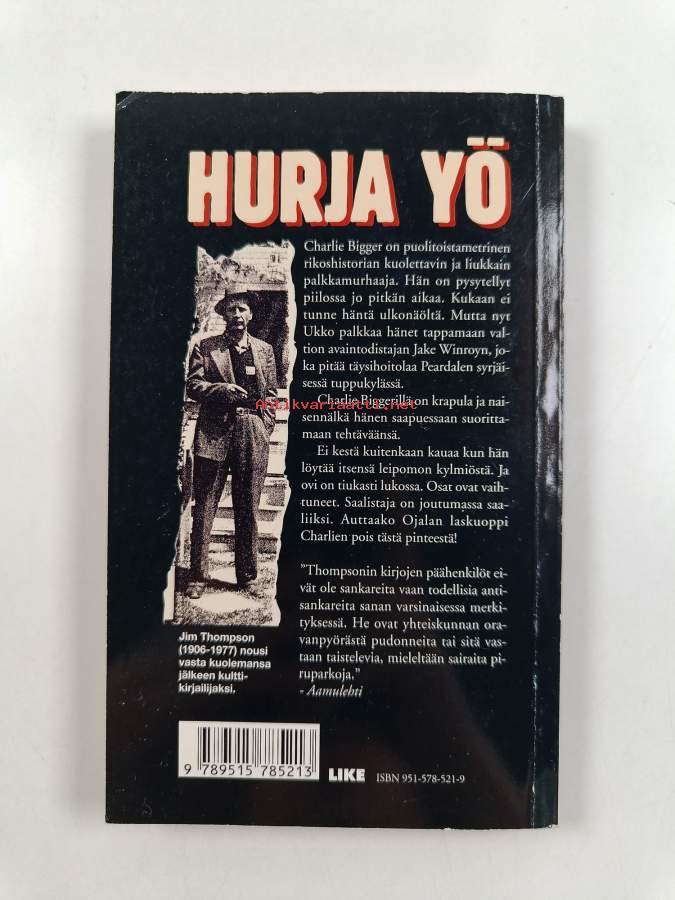 HURJA YÖ
Charlie Bigger on puolitoistametrinen
rikoshistorian kuolettavin ja liukkain
palkkamurhaaja. Hän on pysytellyt
piilossa jo pitkän aikaa. Kukaan ei
tunne häntä ulkonäöltä. Mutta nyt
Ukko palkkaa hänet tappamaan val-
tion avaintodistajan Jake Winroyn, jo-
ka pitää täysihoitolaa Peardalen syrjäi-
sessä tuppukylässä.
Charlie Biggerillä on krapula ja nai-
sennälkä hänen saapuessaan suoritta-
maan tehtäväänsä.
Ei kestä kuitenkaan kauaa kun hän
löytää itsensä leipomon kylmiöstä. Ja
ovi on tiukasti lukossa. Osat ovat vaih-
tuneet. Saalistaja on joutumassa saa-
liiksi. Auttaako Ojalan laskuoppi
Charlien pois tästä pinteestä!
"Thompsonin kirjojen päähenkilöt ei-
vät ole sankareita vaan todellisia anti-
sankareita sanan varsinaisessa merki-
tyksessä. He ovat yhteiskunnan ora-
vanpyörästä pudonneita tai sitä vas-
taan taistelevia, mieleltään sairaita pi-
ruparkoja."
- Aamulehti
Jim Thompson
(1906-1977) nousi
vasta kuolemansa
jälkeen kultti-
kirjailijaksi.
9 789515 785213
LIKE
ISBN 951-578-521-9
Antikvariaatti.net